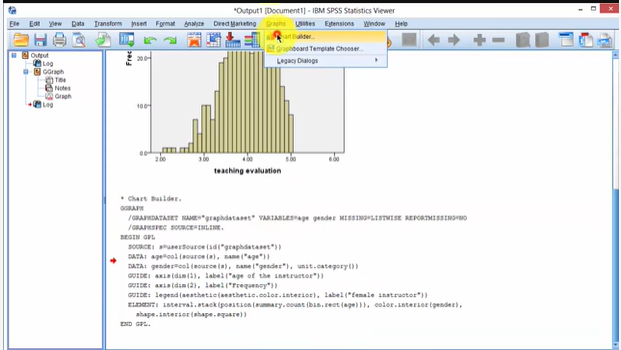 *Output1 [Document1] - IBM SPSS Statistics Viewer
File Edit View Data Transform Insert Format Analyze Direct Marketing Graphs Utilities Extensions Window Help
Chart Builder...
Graphboard Template Chooser...
Legacy Dialogs
Output
Log
GGraph
Title
Notes
Graph
Log
Fre
20.0
10.0
0.0
2.00 3.00 4.00 5.00 6.00
teaching evaluation
* Chart Builder.
GGRAPH
/GRAPHDATASET NAME="graphdataset" VARIABLES=age gender MISSING=LISTWISE REPORTMISSING=NO
/GRAPHSPEC SOURCE=INLINE.
BEGIN GPL
SOURCE: s=userSource(id("graphdataset"))
DATA: age=col(source(s), name("age"))
DATA: gender=col(source(s), name("gender"), unit.category())
GUIDE: axis(dim(1), label("age of the instructor"))
GUIDE: axis(dim(2), label("Frequency"))
GUIDE: legend(aesthetic(aesthetic.color.interior), label("female instructor"))
ELEMENT: interval.stack(position(summary.count(bin.rect(age))), color.interior(gender),
shape.interior(shape.square))
END GPL.